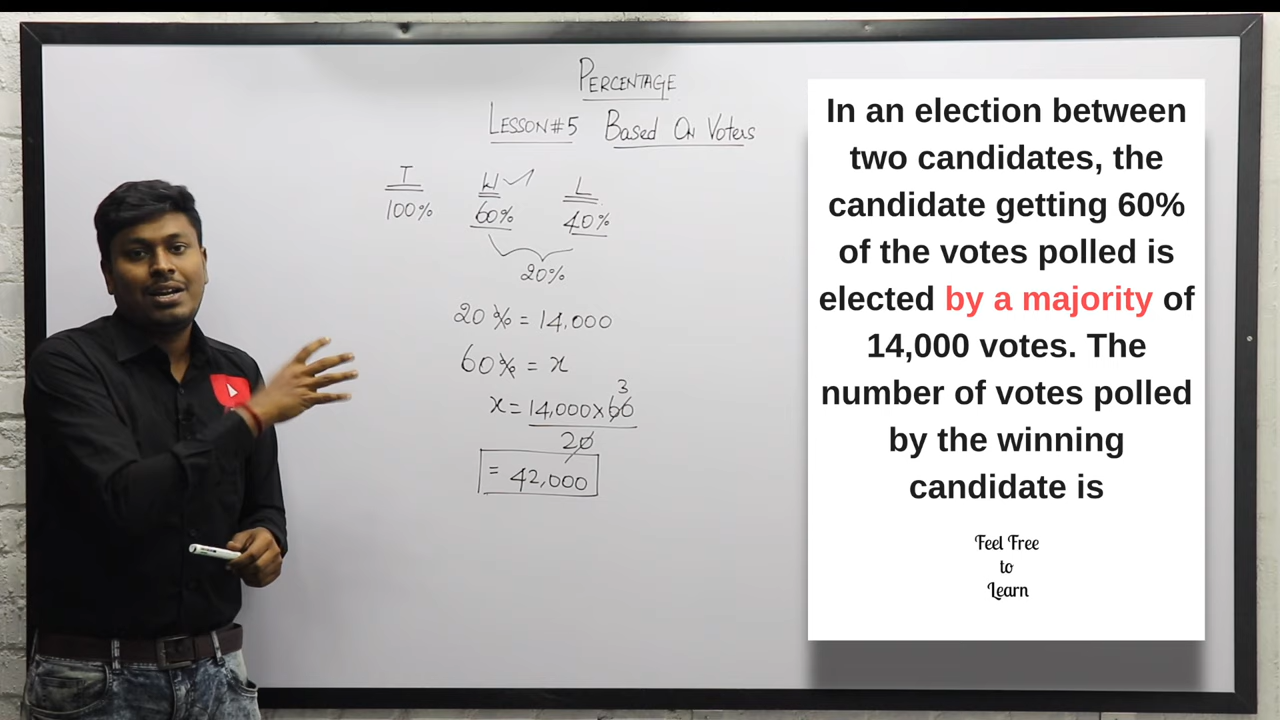 PERCENTAGE
LESSON#5 Based On Voters
T W✓ L
100% 60% 40%
20%
20% = 14,000
60% = x
3
x = 14,000×60
20
= 42,000
In an election between
two candidates, the
candidate getting 60%
of the votes polled is
elected by a majority of
14,000 votes. The
number of votes polled
by the winning
candidate is
Feel Free
to
Learn